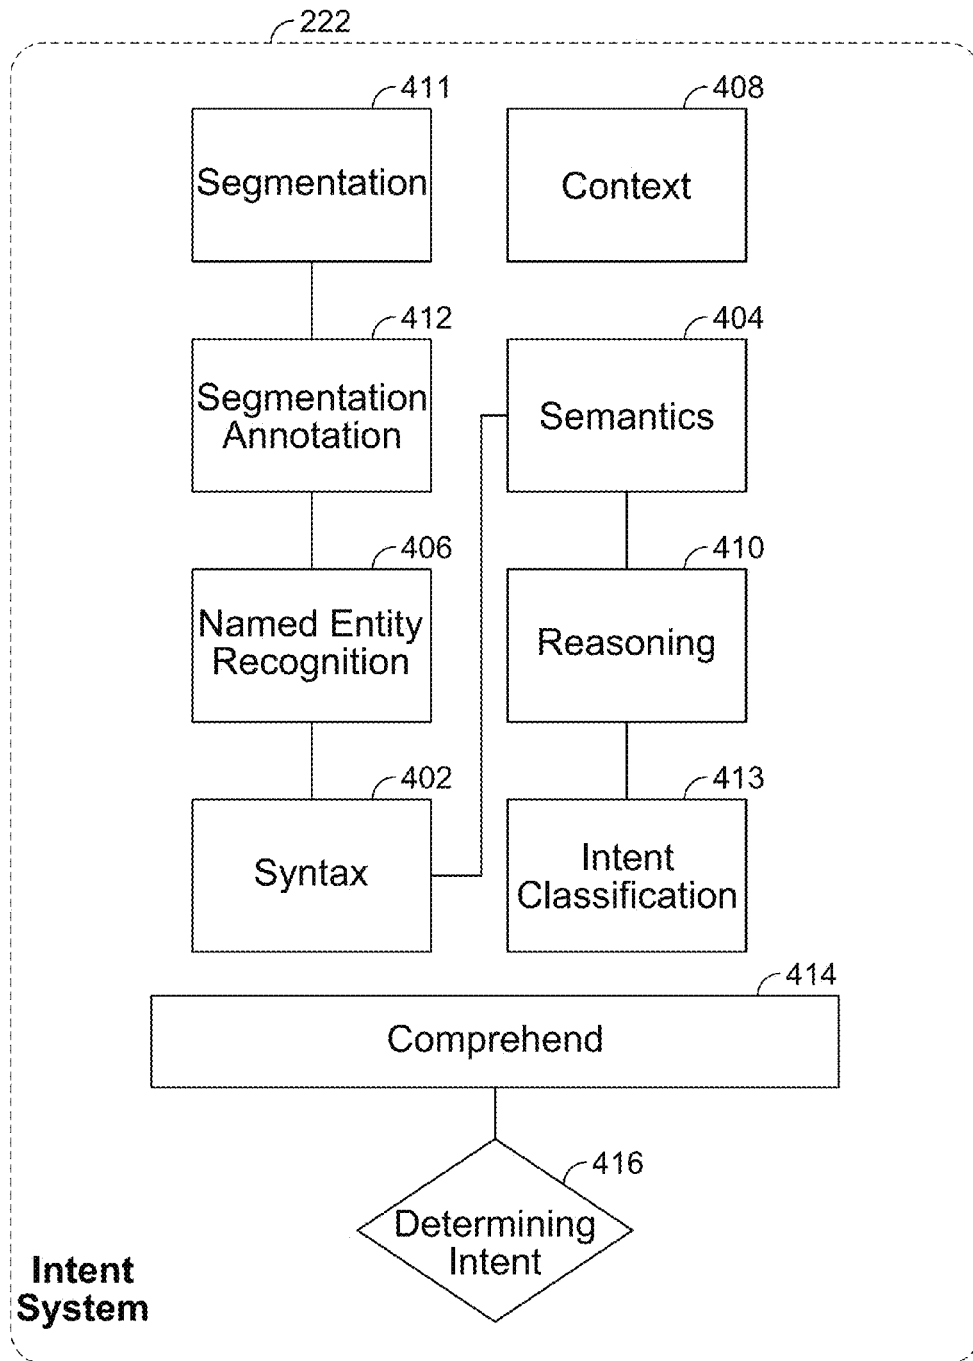 222
411
Segmentation
408
Context
412
Segmentation
Annotation
404
Semantics
406
Named Entity
Recognition
410
Reasoning
402
Syntax
413
Intent
Classification
414
Comprehend
416
Determining
Intent
Intent
System